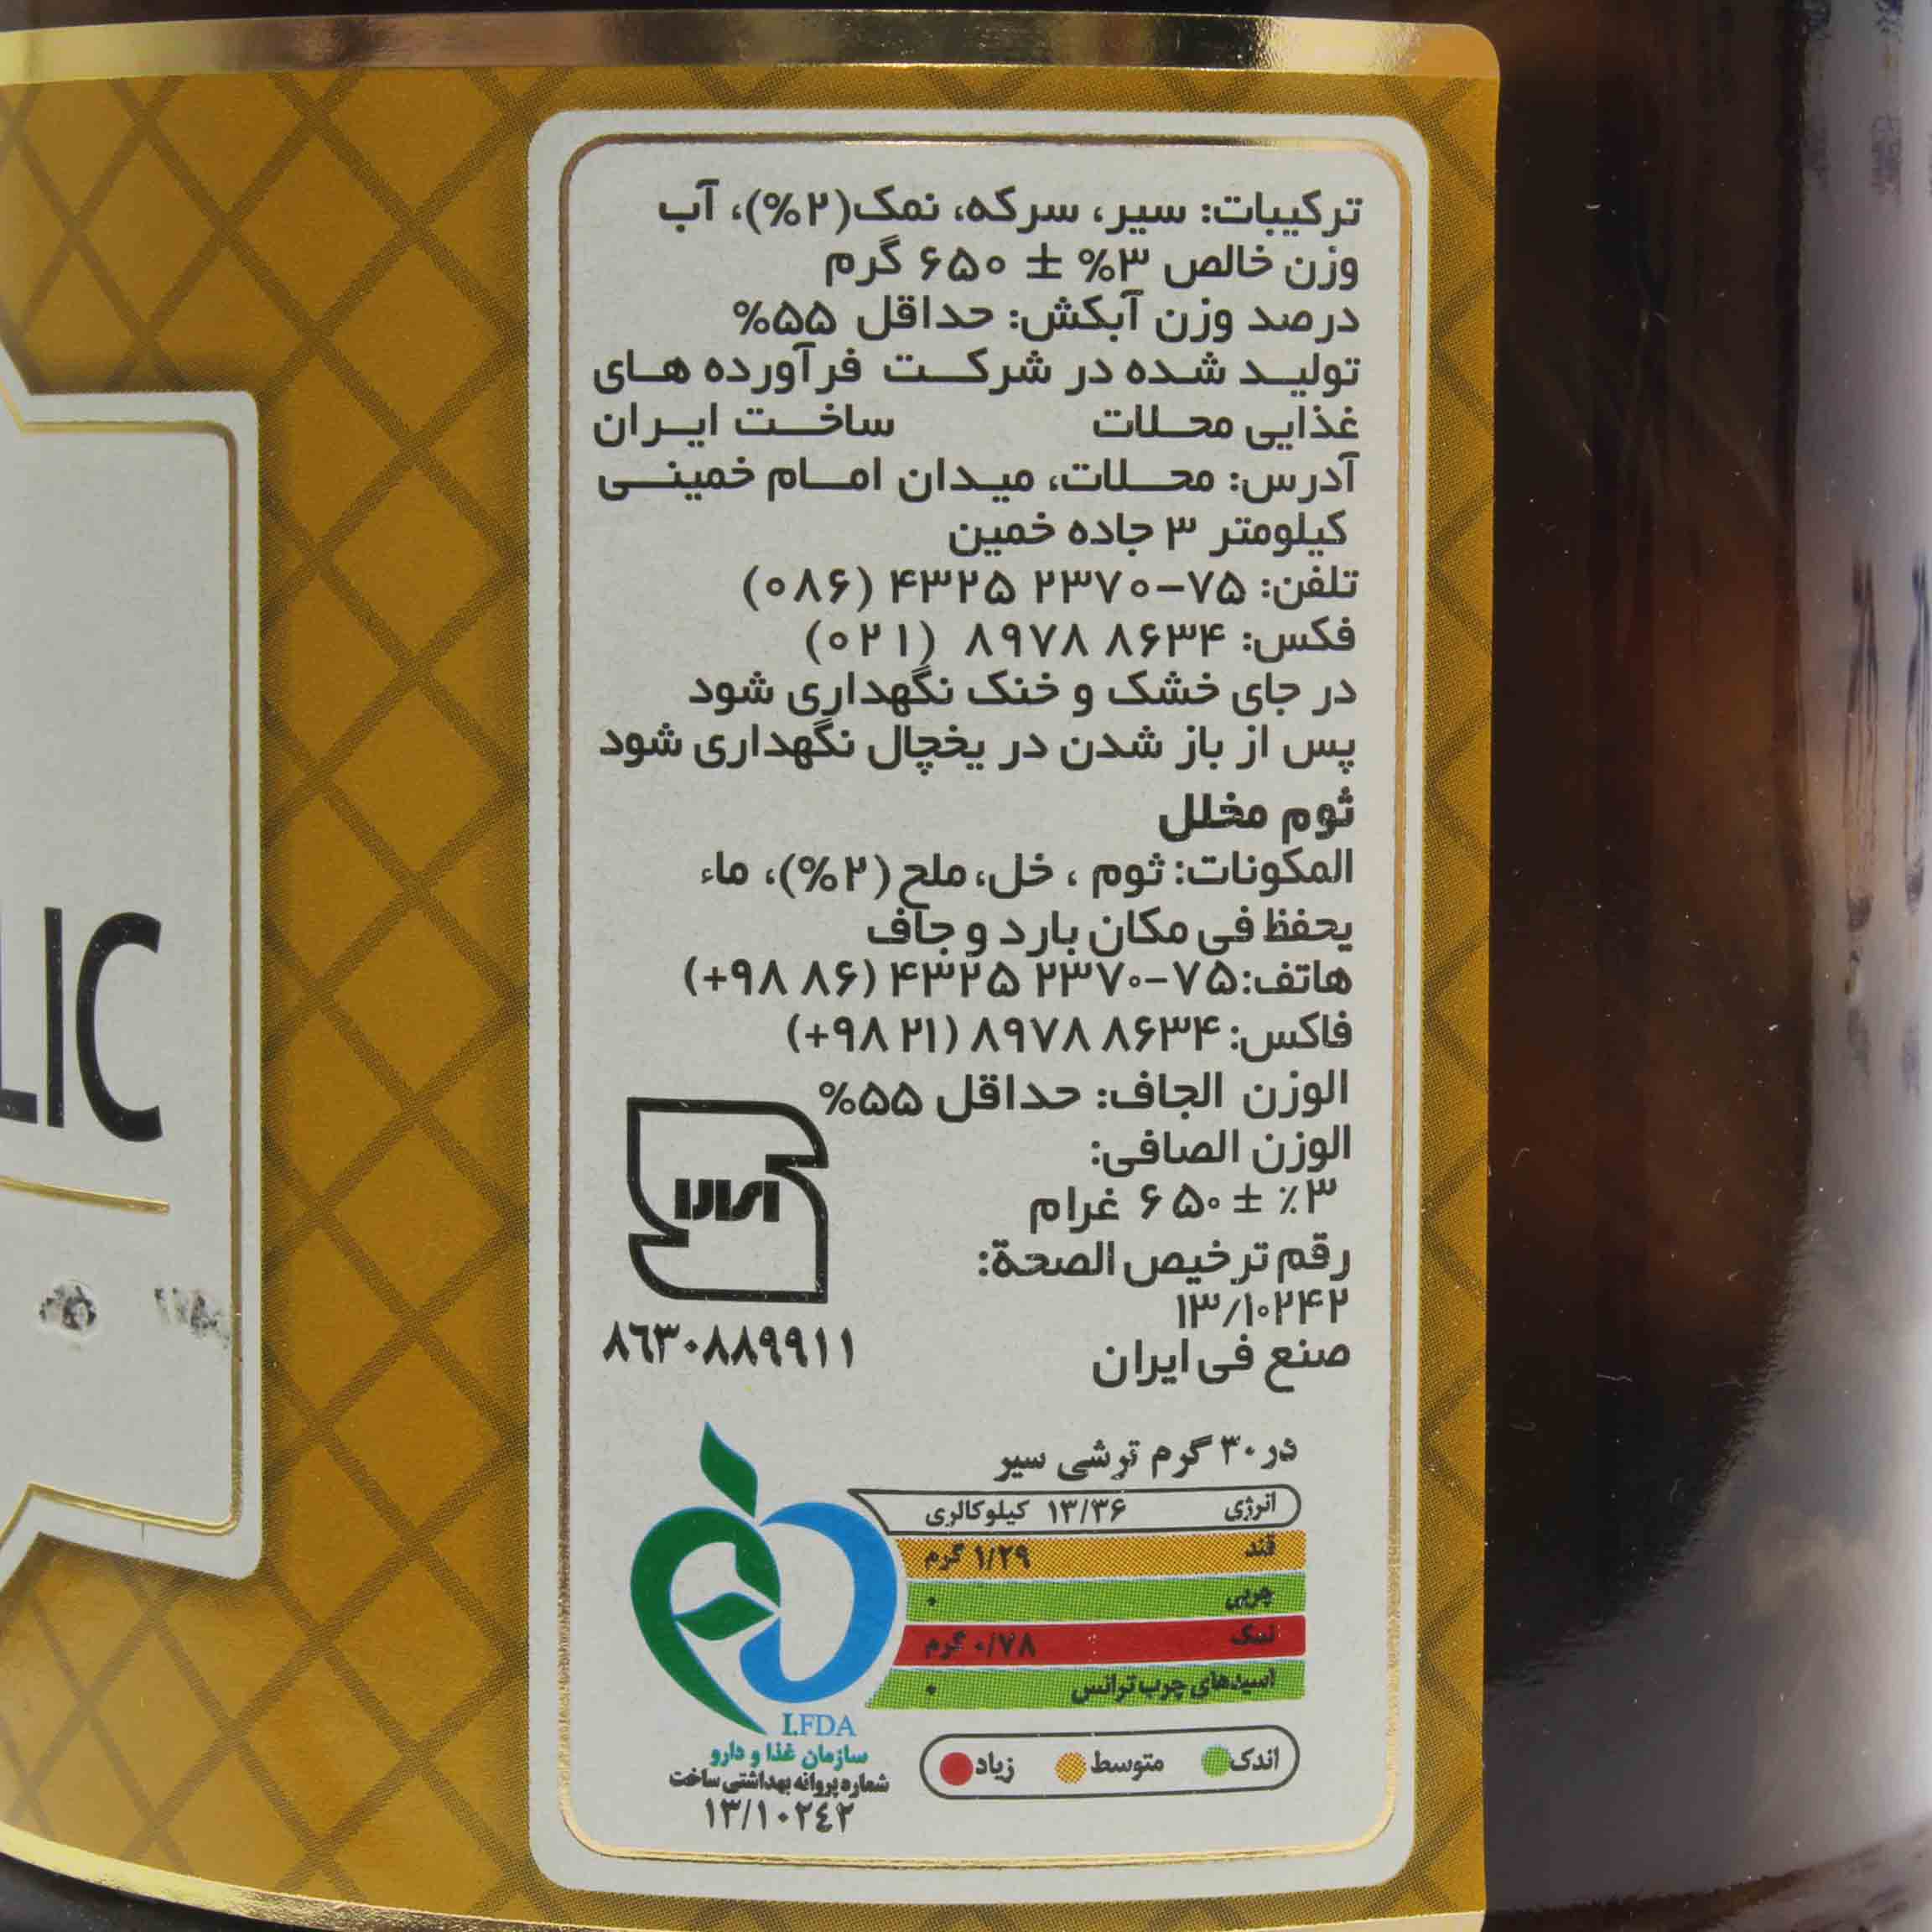 ترکیبات: سیر، سرکه، نمک(۲%)، آب
وزن خالص ۳% ± ۶۵۰ گرم
درصد وزن آبکش: حداقل ۵۵%
تولید شده در شرکت فرآورده های
غذایی محلات ساخت ایران
آدرس: محلات، میدان امام خمینی
کیلومتر ۳ جاده خمین
تلفن: ۷۵-۲۳۷۰ ۴۳۲۵ (۰۸۶)
فکس: ۸۶۳۴ ۸۹۷۸ (۰۲۱)
در جای خشک و خنک نگهداری شود
پس از باز شدن در یخچال نگهداری شود
ثوم مخلل
المکونات: ثوم ، خل، ملح (۲%)، ماء
یحفظ فی مکان بارد و جاف
هاتف:۷۵-۲۳۷۰ ۴۳۲۵ (۸۶ ۹۸+)
فاکس: ۸۶۳۴ ۸۹۷۸ (۲۱ ۹۸+)
الوزن الجاف: حداقل ۵۵%
الوزن الصافی:
۳٪ ± ۶۵۰ غرام
رقم ترخیص الصحة:
۱۳/۱۰۲۴۲
صنع فی ایران
٨٦٣٠٨٨٩٩١١
در ۳۰ گرم ترشی سیر
انرژی ۱۳/۳۶ کیلوکالری
قند ۱/۲۹ گرم
چربی ۰
نمک ۰/۷۸ گرم
اسیدهای چرب ترانس ۰
اندک متوسط زیاد
I.FDA
سازمان غذا و دارو
شماره پروانه بهداشتی ساخت
١٣/١٠٢٤٢
LIC